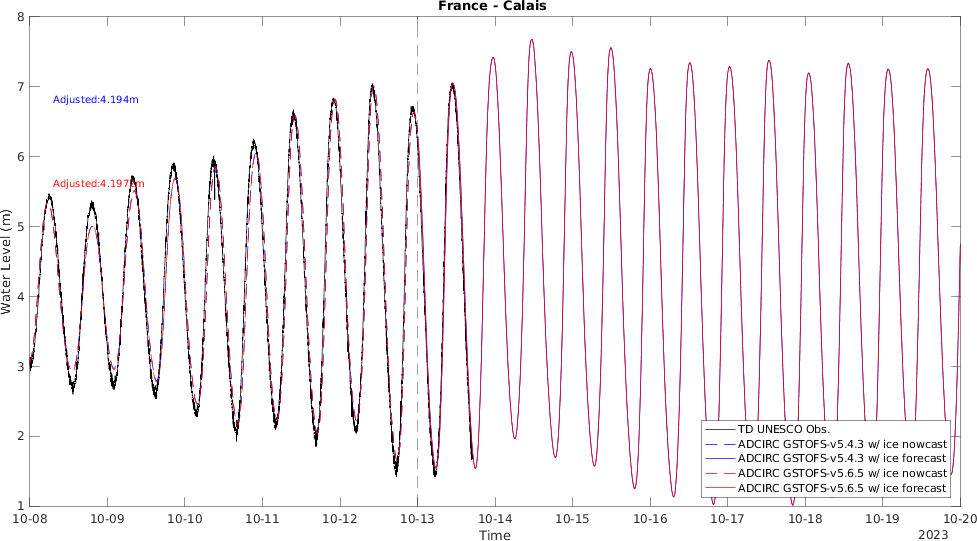 France - Calais
8
7
6
5
4
3
2
1
Water Level (m)
Adjusted:4.194m
Adjusted:4.197
TD UNESCO Obs.
ADCIRC GSTOFS-v5.4.3 w/ ice nowcast
ADCIRC GSTOFS-v5.4.3 w/ ice forecast
ADCIRC GSTOFS-v5.6.5 w/ ice nowcast
ADCIRC GSTOFS-v5.6.5 w/ ice forecast
10-08 10-09 10-10 10-11 10-12 10-13 10-14 10-15 10-16 10-17 10-18 10-19 10-20
Time
2023